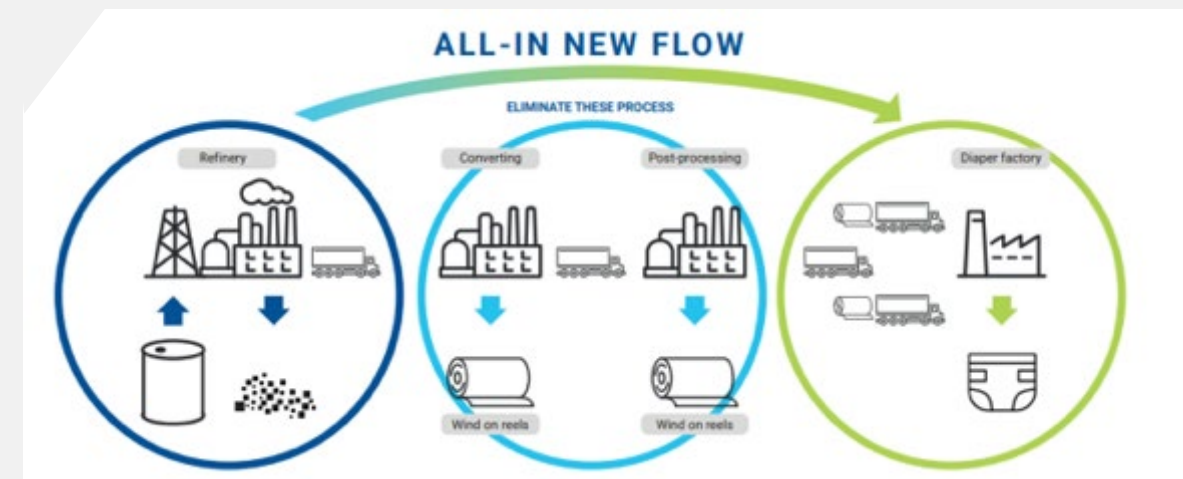 ALL-IN NEW FLOW
ELIMINATE THESE PROCESS
Refinery
Converting
Post-processing
Diaper factory
Wind on reels
Wind on reels